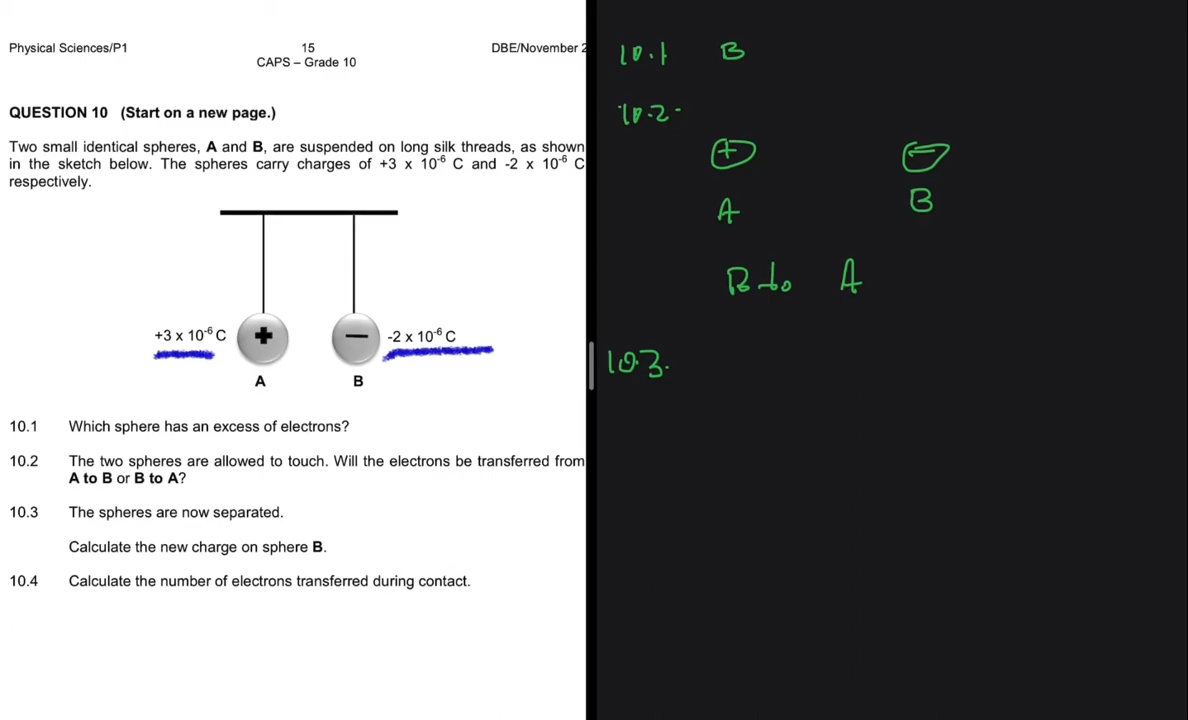 Physical Sciences/P1 15 DBE/November 2
CAPS – Grade 10
QUESTION 10 (Start on a new page.)
Two small identical spheres, A and B, are suspended on long silk threads, as shown
in the sketch below. The spheres carry charges of +3 x 10⁻⁶ C and -2 x 10⁻⁶ C
respectively.
+3 x 10⁻⁶ C + − -2 x 10⁻⁶ C
A B
10.1 Which sphere has an excess of electrons?
10.2 The two spheres are allowed to touch. Will the electrons be transferred from
A to B or B to A?
10.3 The spheres are now separated.
Calculate the new charge on sphere B.
10.4 Calculate the number of electrons transferred during contact.
10.1 B
10.2.
+ −
A B
B to A
10.3.